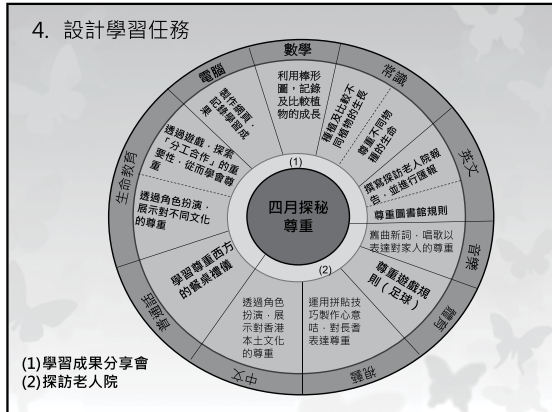 4. 設計學習任務
數學
利用棒形
圖，記錄
及比較植
物的成長
常識
種植及比較不
同植物的生長
尊重不同物
種的生命
英文
撰寫探訪老人院報
告，並進行匯報
尊重圖書館規則
音樂
舊曲新詞，唱歌以
表達對家人的尊重
體育
尊重遊戲規
則（足球）
視藝
運用拼貼技
巧製作心意
咭，對長者
表達尊重
中文
透過角色
扮演，展
示對香港
本土文化
的尊重
普通話
學習尊重西方
的餐桌禮儀
生命教育
透過角色扮演，
展示對不同文化
的尊重
透過遊戲，探索
「分工合作」的重
要性；從而學會尊
重
電腦
製作網頁，
記錄學習成
果
(1)
四月探秘
尊重
(2)
(1)學習成果分享會
(2)探訪老人院